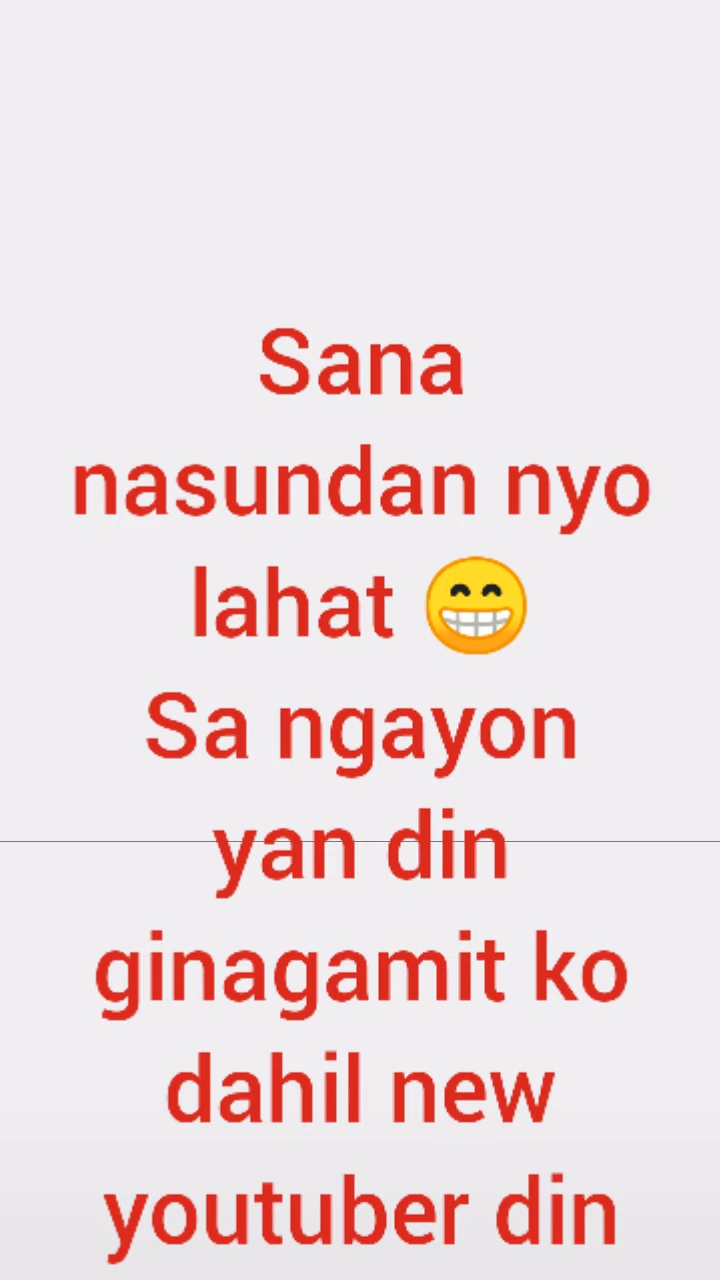 Sana
nasundan nyo
lahat 😁
Sa ngayon
yan din
ginagamit ko
dahil new
youtuber din